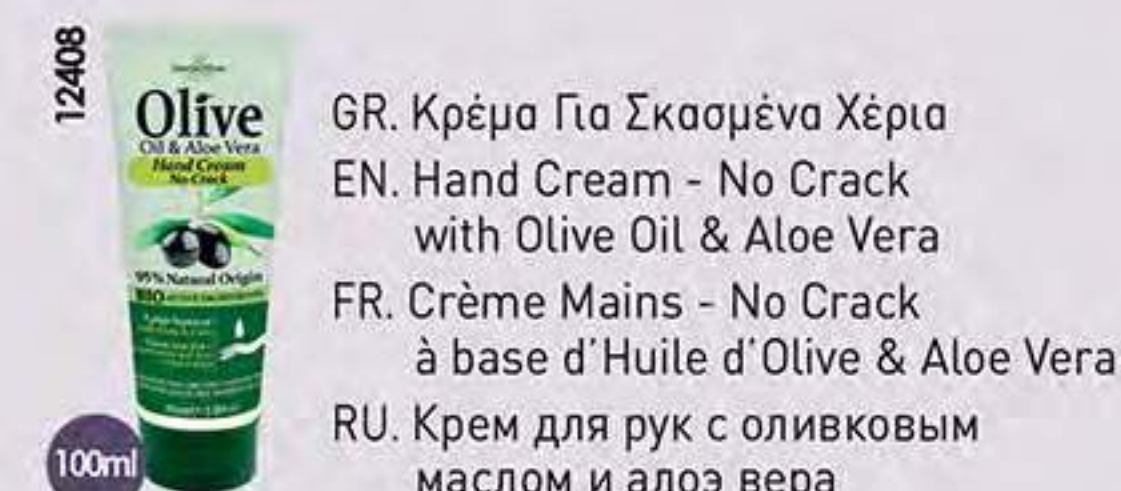 12408
Olive
Oil & Aloe Vera
Hand Cream
No Crack
95% Natural Origin
BIO
100ml
GR. Κρέμα Για Σκασμένα Χέρια
EN. Hand Cream - No Crack
with Olive Oil & Aloe Vera
FR. Crème Mains - No Crack
à base d'Huile d'Olive & Aloe Vera
RU. Крем для рук с оливковым
маслом и алоэ вера